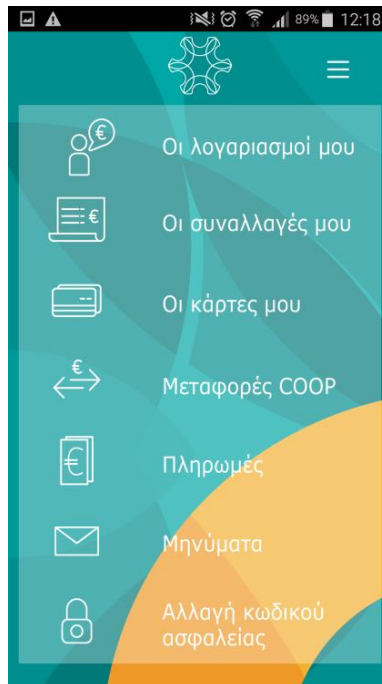 89% 12:18
Οι λογαριασμοί μου
Οι συναλλαγές μου
Οι κάρτες μου
Μεταφορές COOP
Πληρωμές
Μηνύματα
Αλλαγή κωδικού
ασφαλείας